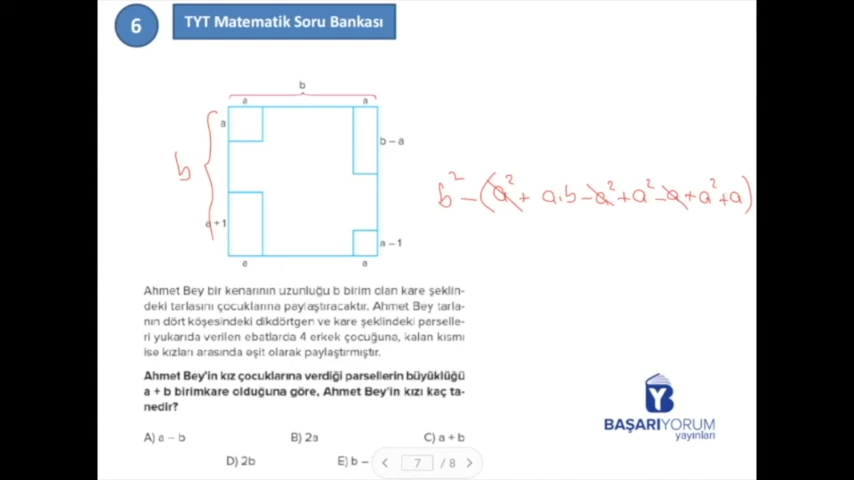 6
TYT Matematik Soru Bankası
b
a a
a
b – a
b
b² – (a² + a.b – a² + a² – a + a² + a)
a +1
a – 1
a a
Ahmet Bey bir kenarının uzunluğu b birim olan kare şeklin-
deki tarlasını çocuklarına paylaştıracaktır. Ahmet Bey tarla-
nın dört köşesindeki dikdörtgen ve kare şeklindeki parselle-
ri yukarıda verilen ebatlarda 4 erkek çocuğuna, kalan kısmı
ise kızları arasında eşit olarak paylaştırmıştır.
Ahmet Bey'in kız çocuklarına verdiği parsellerin büyüklüğü
a + b birimkare olduğuna göre, Ahmet Bey'in kızı kaç ta-
nedir?
A) a – b B) 2a C) a + b
D) 2b E) b –
7 / 8
BAŞARIYORUM
yayınları